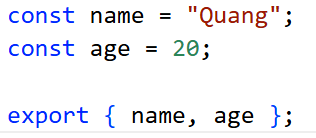 const name = "Quang";
const age = 20;
export { name, age };